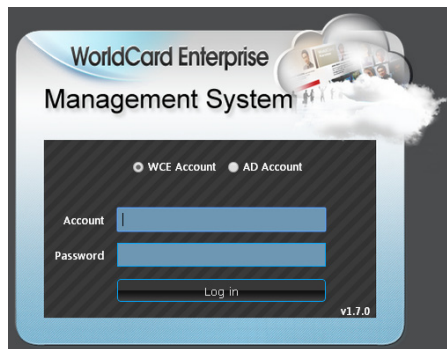 WorldCard Enterprise
Management System
WCE Account AD Account
Account
Password
Log in
v1.7.0